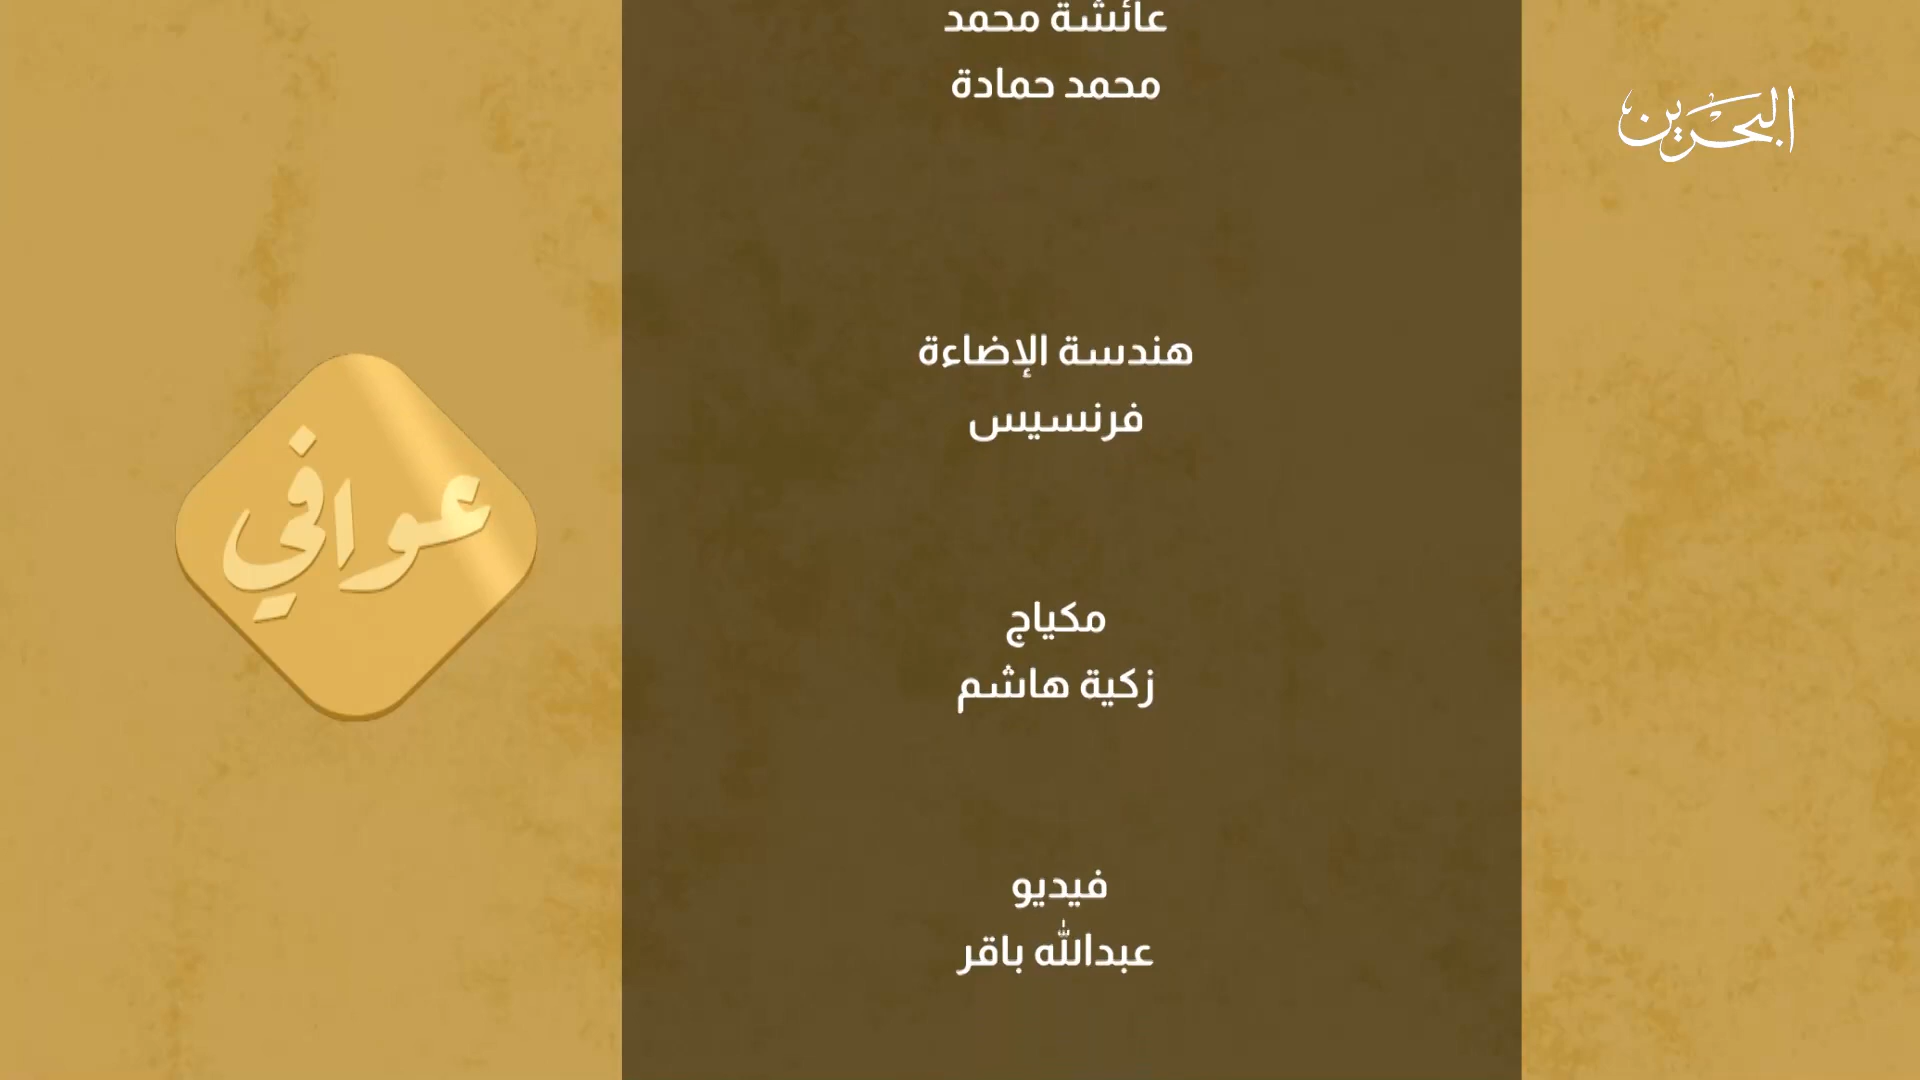 عائشة محمد
محمد حمادة
البحرين
هندسة الإضاءة
فرنسيس
عوافي
مكياج
زكية هاشم
فيديو
عبدالله باقر